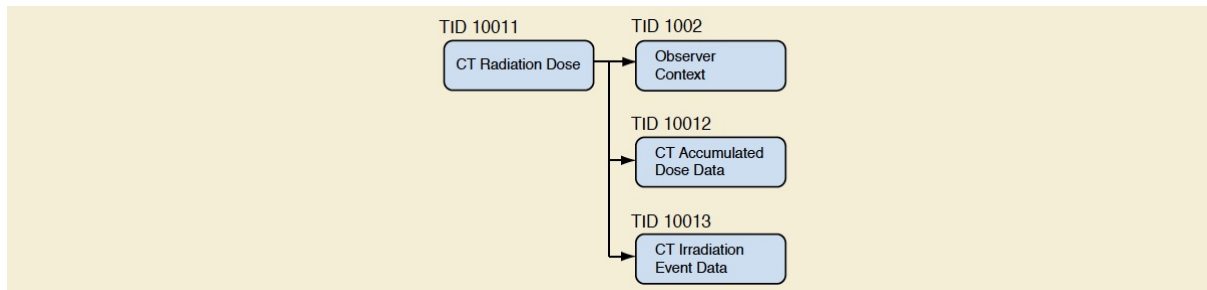 TID 10011
CT Radiation Dose
TID 1002
Observer
Context
TID 10012
CT Accumulated
Dose Data
TID 10013
CT Irradiation
Event Data